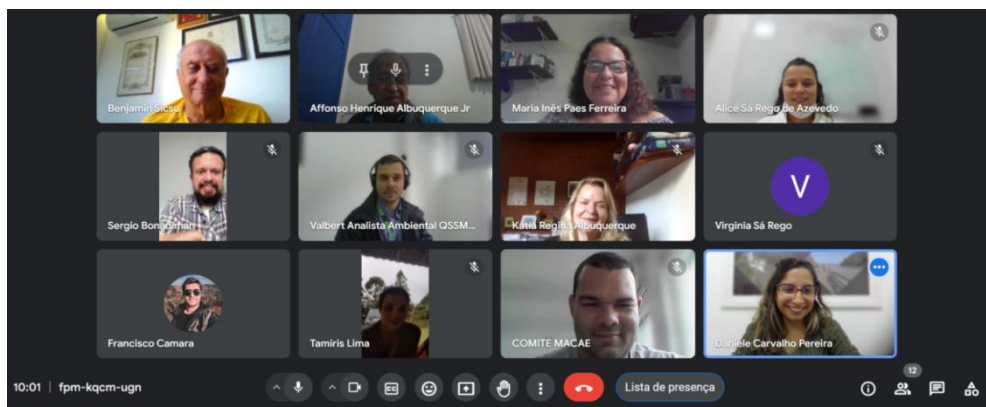 Benjamin Sicsu
Affonso Henrique Albuquerque Jr
Maria Inês Paes Ferreira
Alice Sá Rego de Azevedo
Sergio Bonadiman
Valbert Analista Ambiental QSSM...
Kátia Regina Albuquerque
V
Virginia Sá Rego
Francisco Camara
Tamiris Lima
COMITE MACAE
Daniele Carvalho Pereira
10:01 | fpm-kqcm-ugn
CC
Lista de presença
12